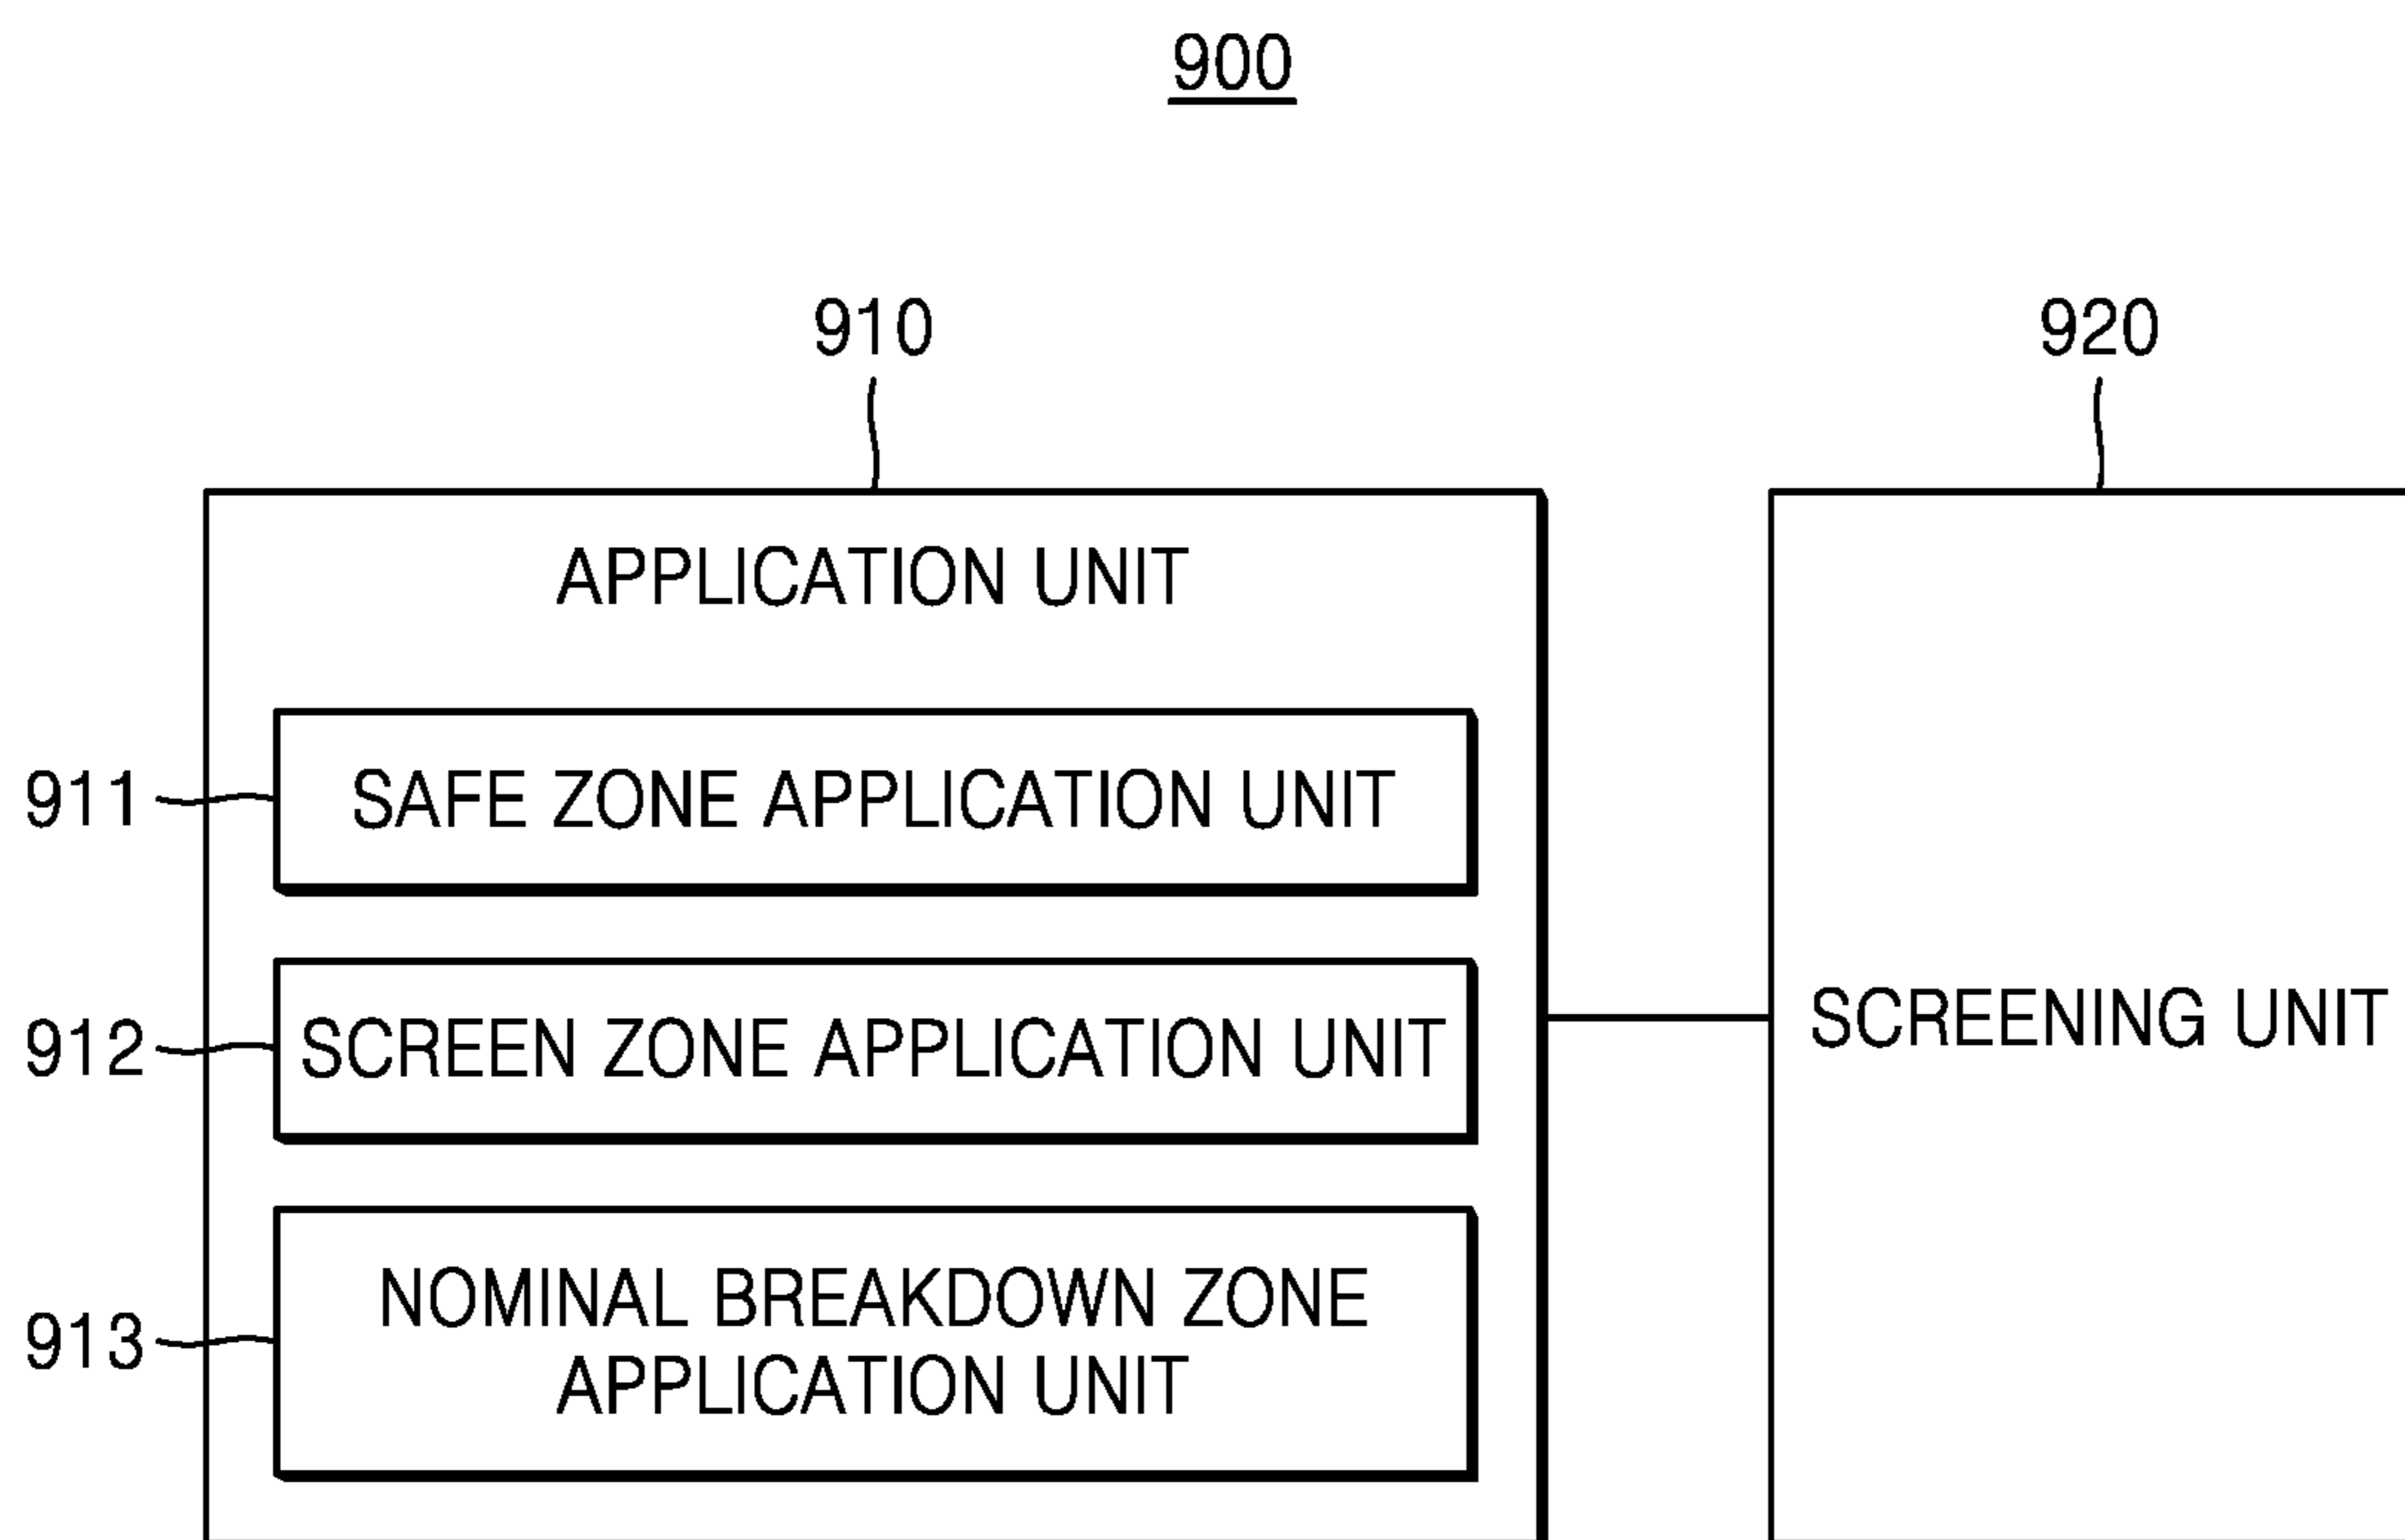 900
910
920
APPLICATION UNIT
911
SAFE ZONE APPLICATION UNIT
912
SCREEN ZONE APPLICATION UNIT
SCREENING UNIT
913
NOMINAL BREAKDOWN ZONE
APPLICATION UNIT